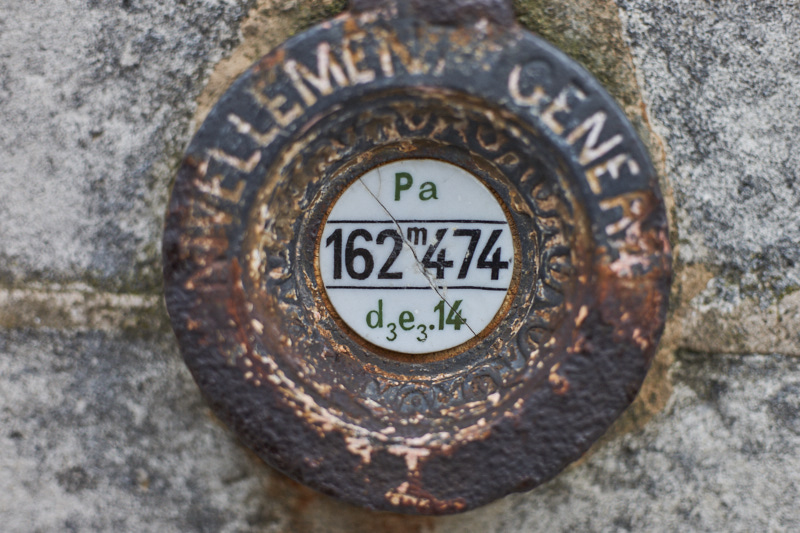 NIVELLEMENT GENERAL
Pa
162ᵐ474
d₃e₃.14